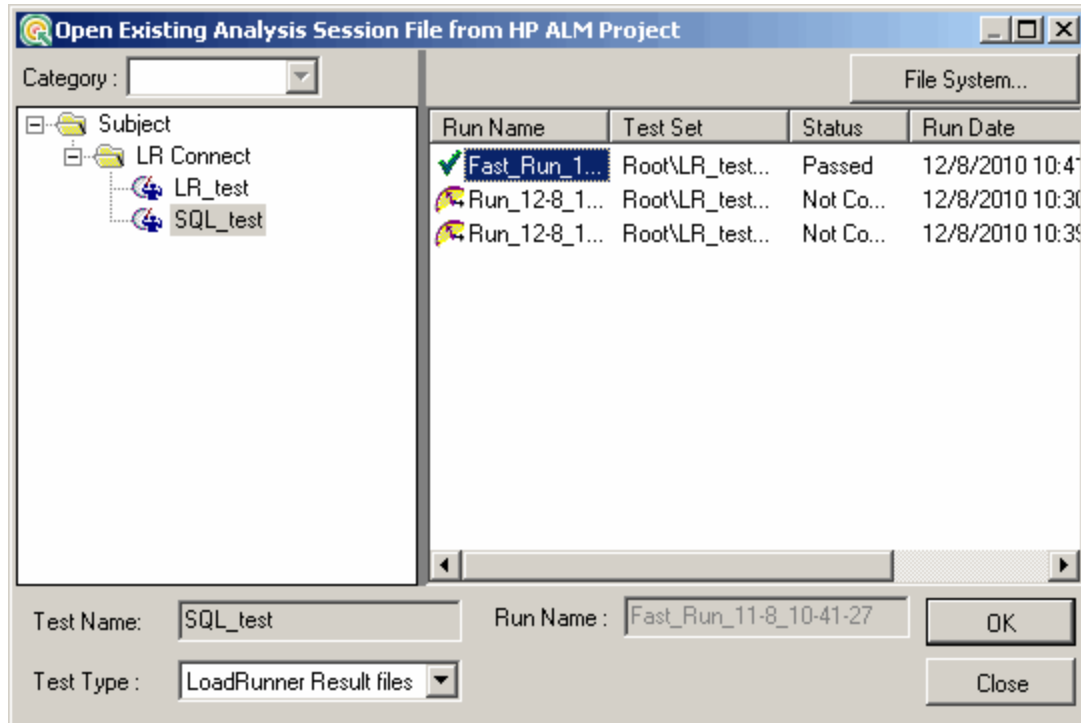 Open Existing Analysis Session File from HP ALM Project
Category :
File System...
Subject
LR Connect
LR_test
SQL_test
Run Name Test Set Status Run Date
Fast_Run_1... Root\LR_test... Passed 12/8/2010 10:41
Run_12-8_1... Root\LR_test... Not Co... 12/8/2010 10:30
Run_12-8_1... Root\LR_test... Not Co... 12/8/2010 10:39
Test Name: SQL_test Run Name : Fast_Run_11-8_10-41-27 OK
Test Type : LoadRunner Result files Close